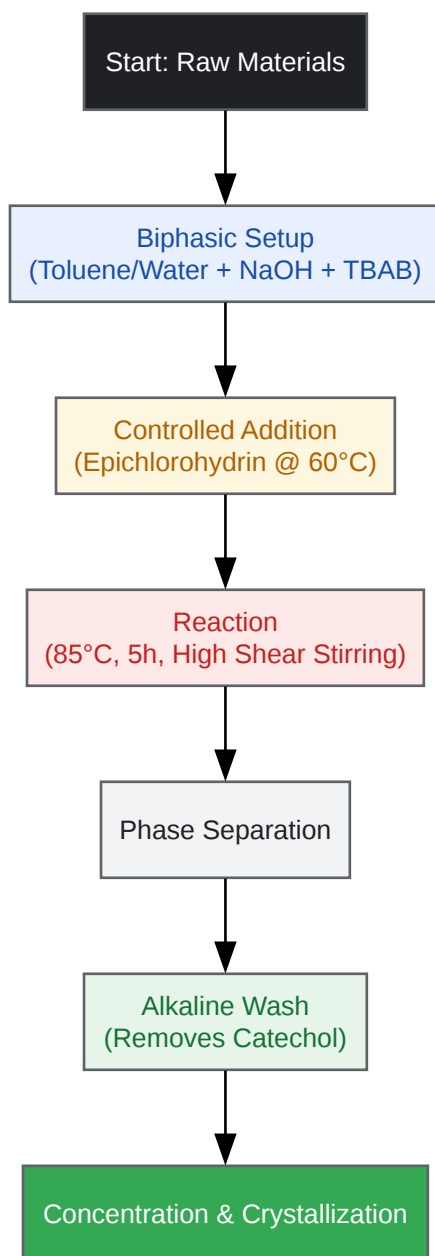 Start: Raw Materials
Biphasic Setup
(Toluene/Water + NaOH + TBAB)
Controlled Addition
(Epichlorohydrin @ 60°C)
Reaction
(85°C, 5h, High Shear Stirring)
Phase Separation
Alkaline Wash
(Removes Catechol)
Concentration & Crystallization